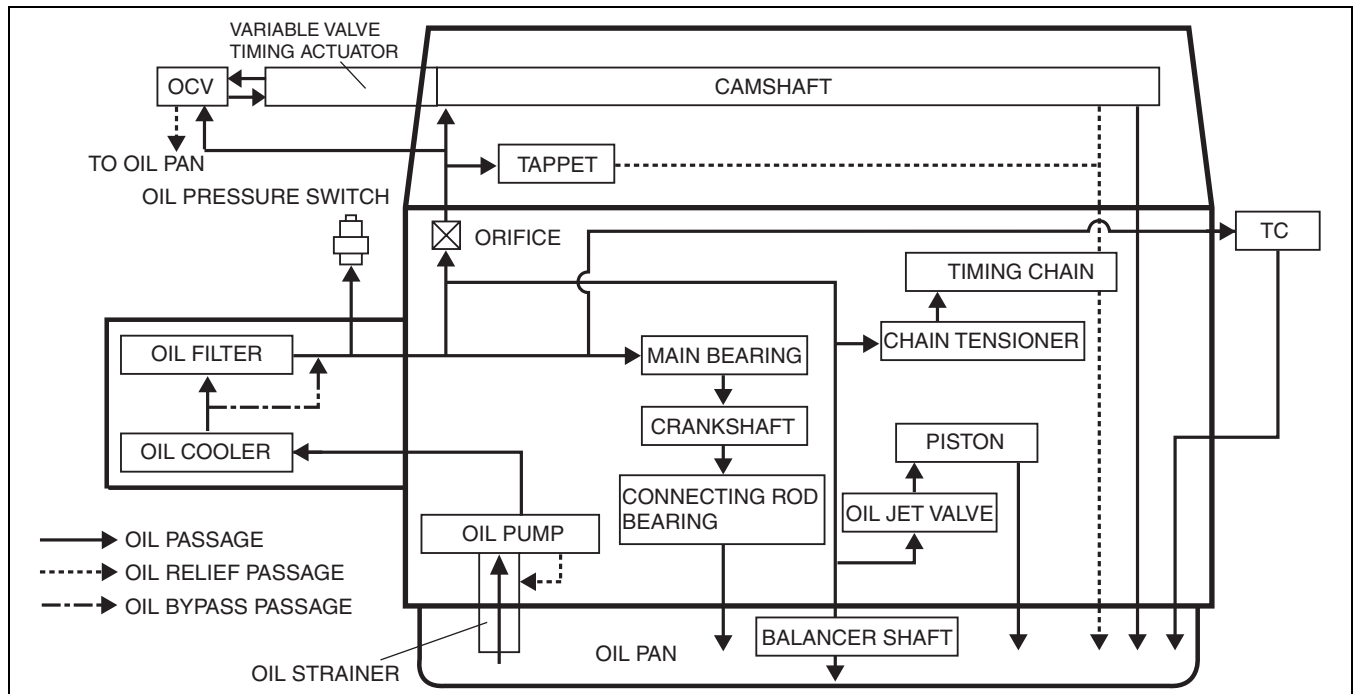 VARIABLE VALVE
TIMING ACTUATOR
OCV
CAMSHAFT
TO OIL PAN
TAPPET
OIL PRESSURE SWITCH
ORIFICE
TC
TIMING CHAIN
OIL FILTER
MAIN BEARING
CHAIN TENSIONER
CRANKSHAFT
OIL COOLER
PISTON
CONNECTING ROD
BEARING
OIL JET VALVE
OIL PUMP
OIL PASSAGE
OIL RELIEF PASSAGE
OIL BYPASS PASSAGE
BALANCER SHAFT
OIL PAN
OIL STRAINER